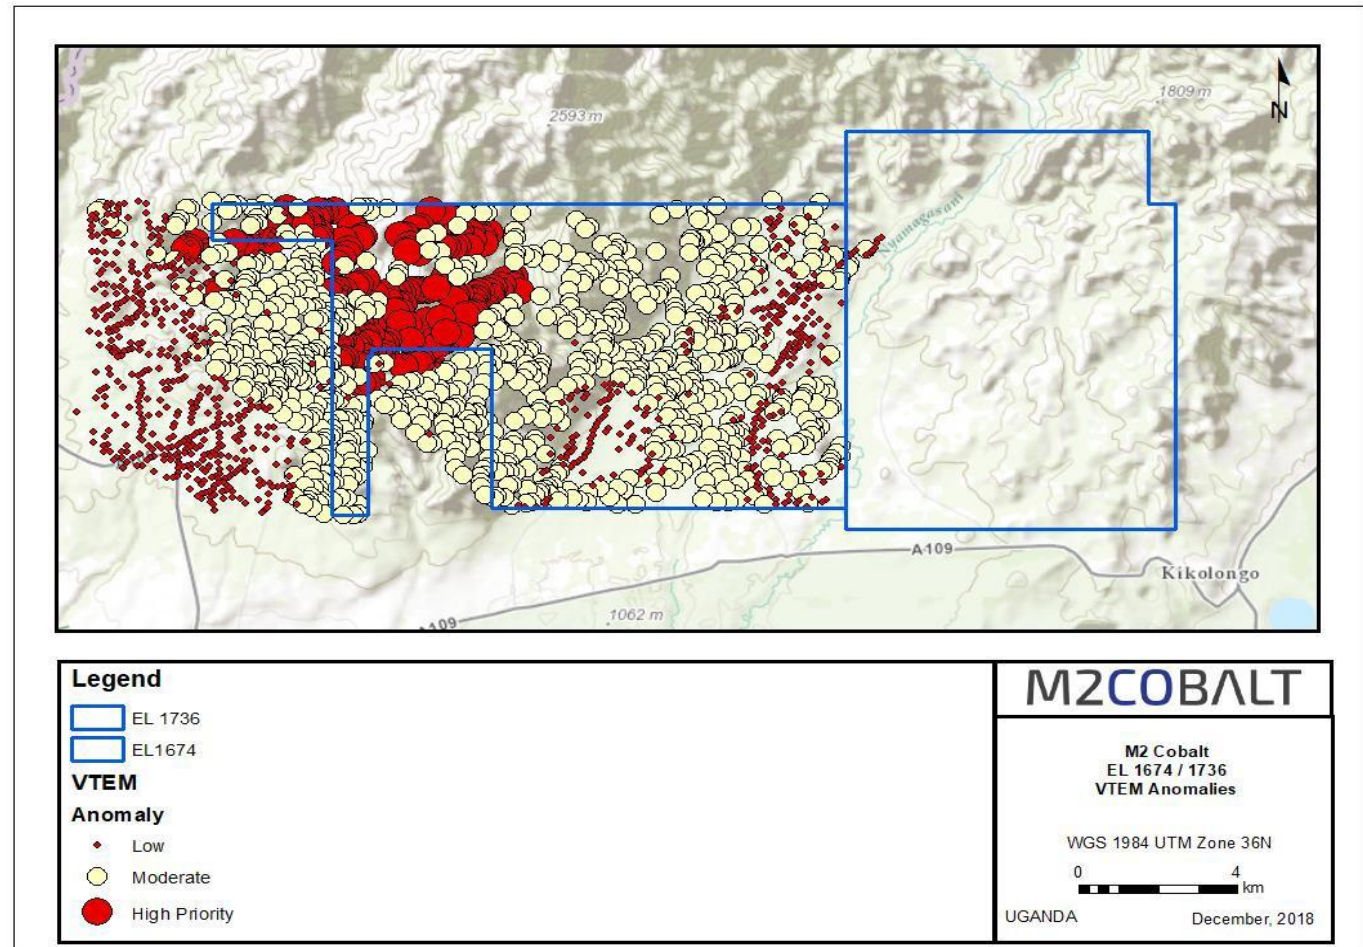 1809 m
2593 m
N
Nyamagasani
A109
Kikolongo
1062 m
A109
Legend
EL 1736
EL1674
VTEM
Anomaly
Low
Moderate
High Priority
M2COBALT
M2 Cobalt
EL 1674 / 1736
VTEM Anomalies
WGS 1984 UTM Zone 36N
0 4
km
UGANDA December, 2018